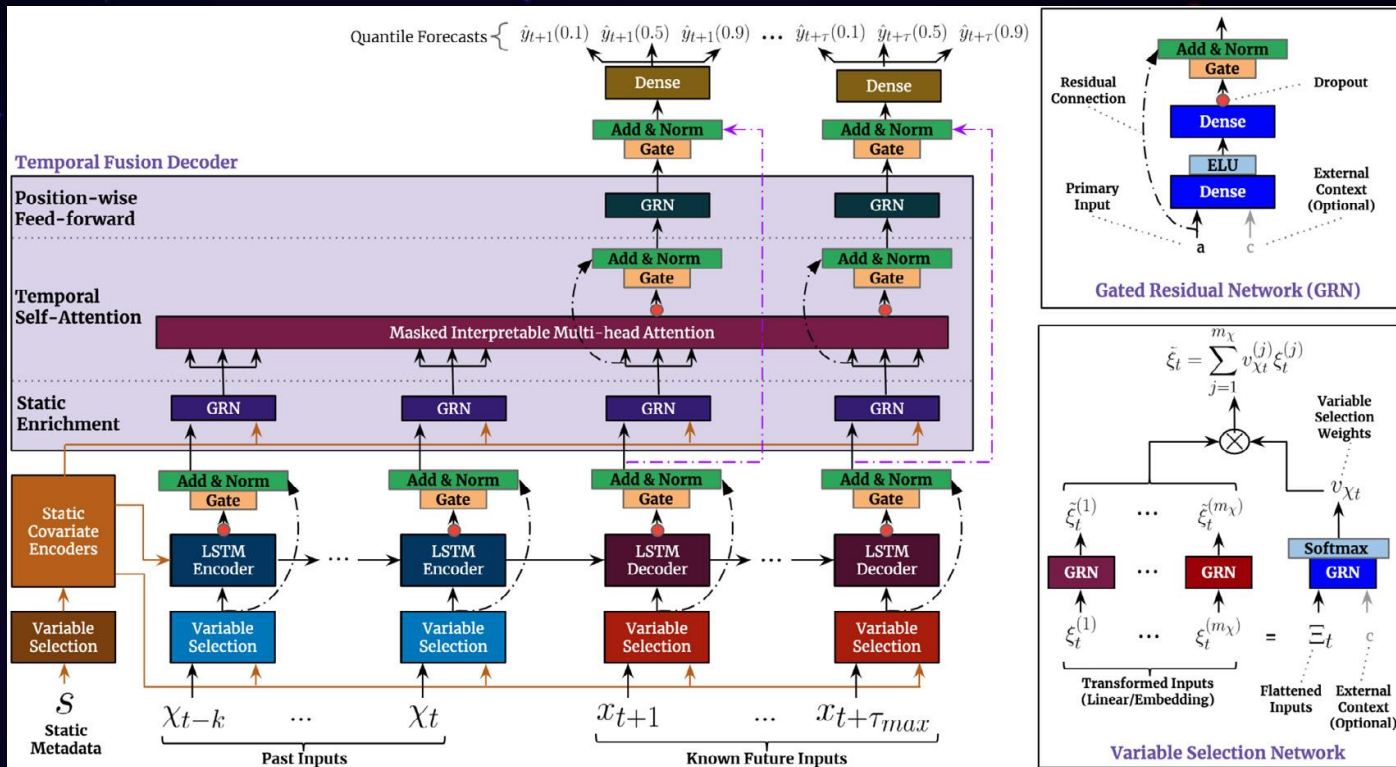 Quantile Forecasts { ŷ_{t+1}(0.1) ŷ_{t+1}(0.5) ŷ_{t+1}(0.9) ... ŷ_{t+τ}(0.1) ŷ_{t+τ}(0.5) ŷ_{t+τ}(0.9)
Dense Dense
Add & Norm Add & Norm
Gate Gate
Temporal Fusion Decoder
Position-wise
Feed-forward
GRN GRN
Add & Norm Add & Norm
Gate Gate
Temporal
Self-Attention
Masked Interpretable Multi-head Attention
Static
Enrichment
GRN GRN GRN GRN
Add & Norm Add & Norm Add & Norm Add & Norm
Gate Gate Gate Gate
Static
Covariate
Encoders
LSTM
Encoder
...
LSTM
Encoder
LSTM
Decoder
...
LSTM
Decoder
Variable
Selection
Variable
Selection
Variable
Selection
Variable
Selection
Variable
Selection
s
Static
Metadata
χ_{t-k} ... χ_t x_{t+1} ... x_{t+τ_{max}}
Past Inputs
Known Future Inputs
Add & Norm
Gate
Residual
Connection
Dropout
Dense
ELU
Dense
Primary
Input
External
Context
(Optional)
a c
Gated Residual Network (GRN)
ξ̃_t = ∑_{j=1}^{m_χ} v_{χ_t}^{(j)} ξ̃_t^{(j)}
Variable
Selection
Weights
⊗
v_{χ_t}
ξ̃_t^{(1)} ... ξ̃_t^{(m_χ)}
Softmax
GRN ... GRN GRN
ξ_t^{(1)} ... ξ_t^{(m_χ)} = Ξ_t c
Transformed Inputs
(Linear/Embedding)
Flattened
Inputs
External
Context
(Optional)
Variable Selection Network